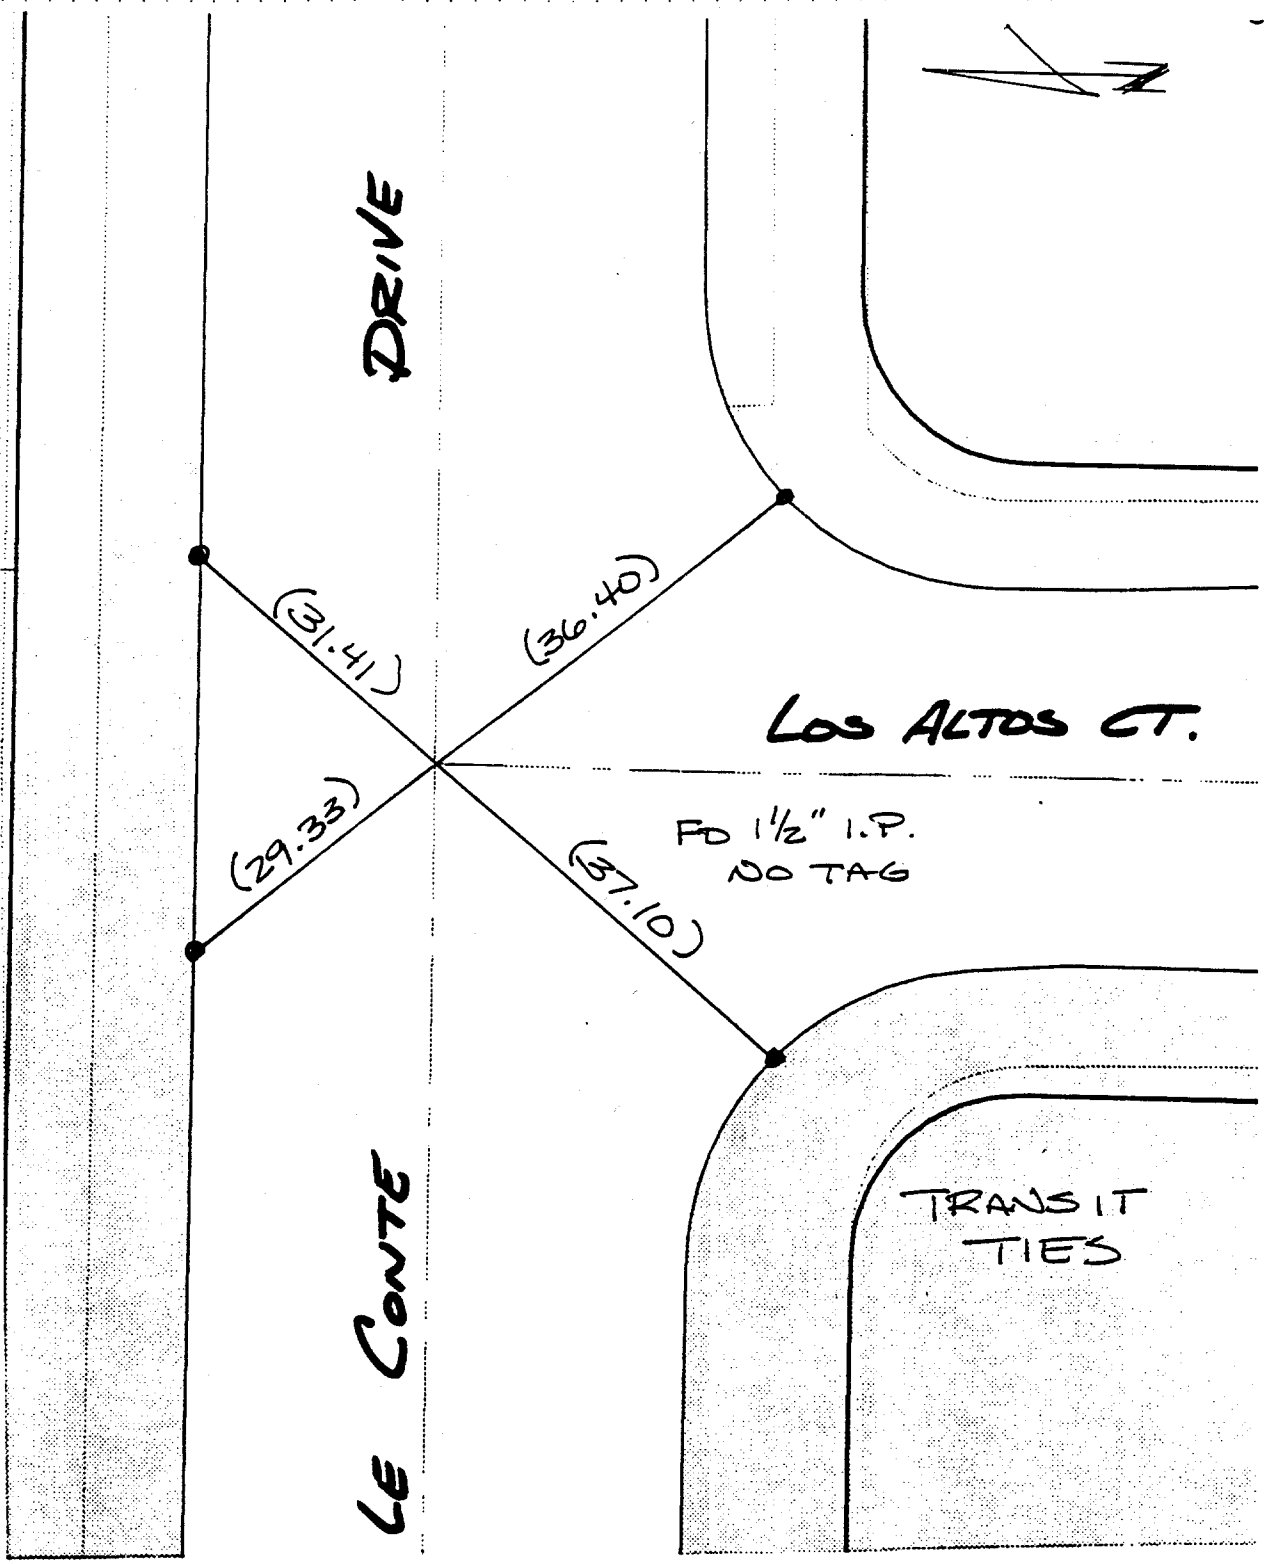 N
DRIVE
(31.41)
(36.40)
LOS ALTOS CT.
(29.33)
FD 1½" I.P.
NO TAG
(37.10)
LE CONTE
TRANSIT
TIES